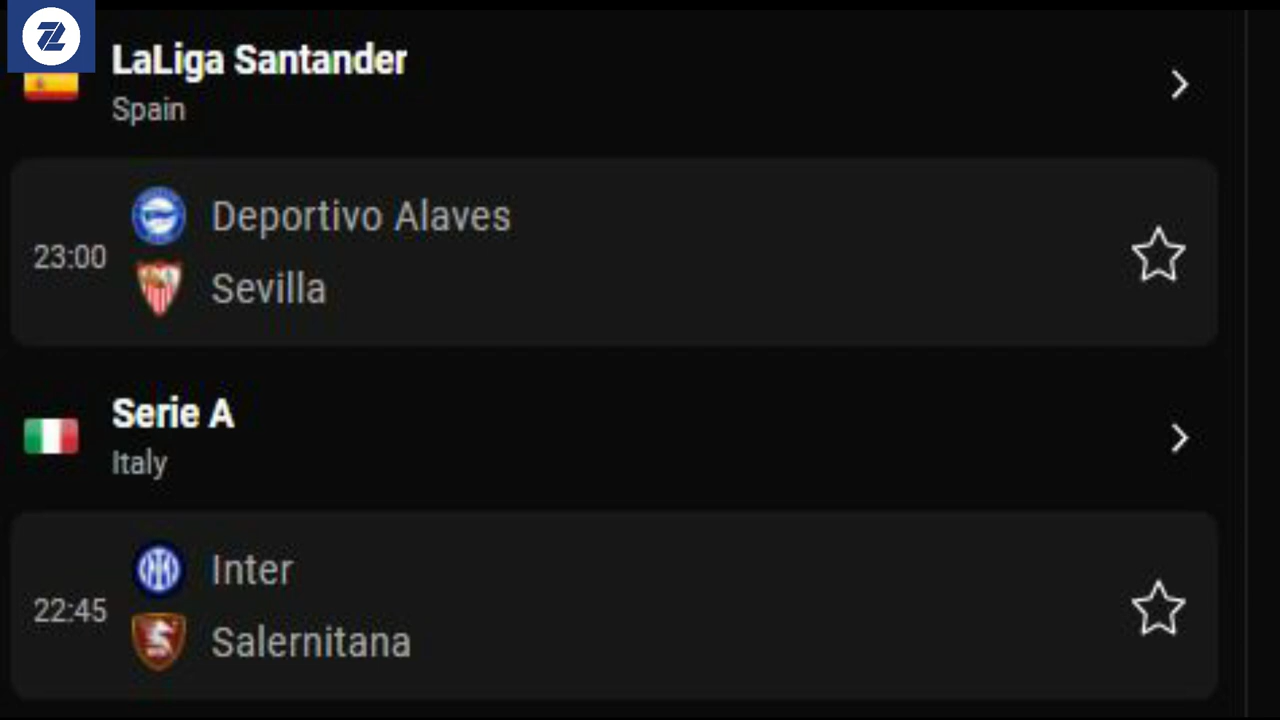 LaLiga Santander
Spain
23:00
Deportivo Alaves
Sevilla
Serie A
Italy
22:45
Inter
Salernitana